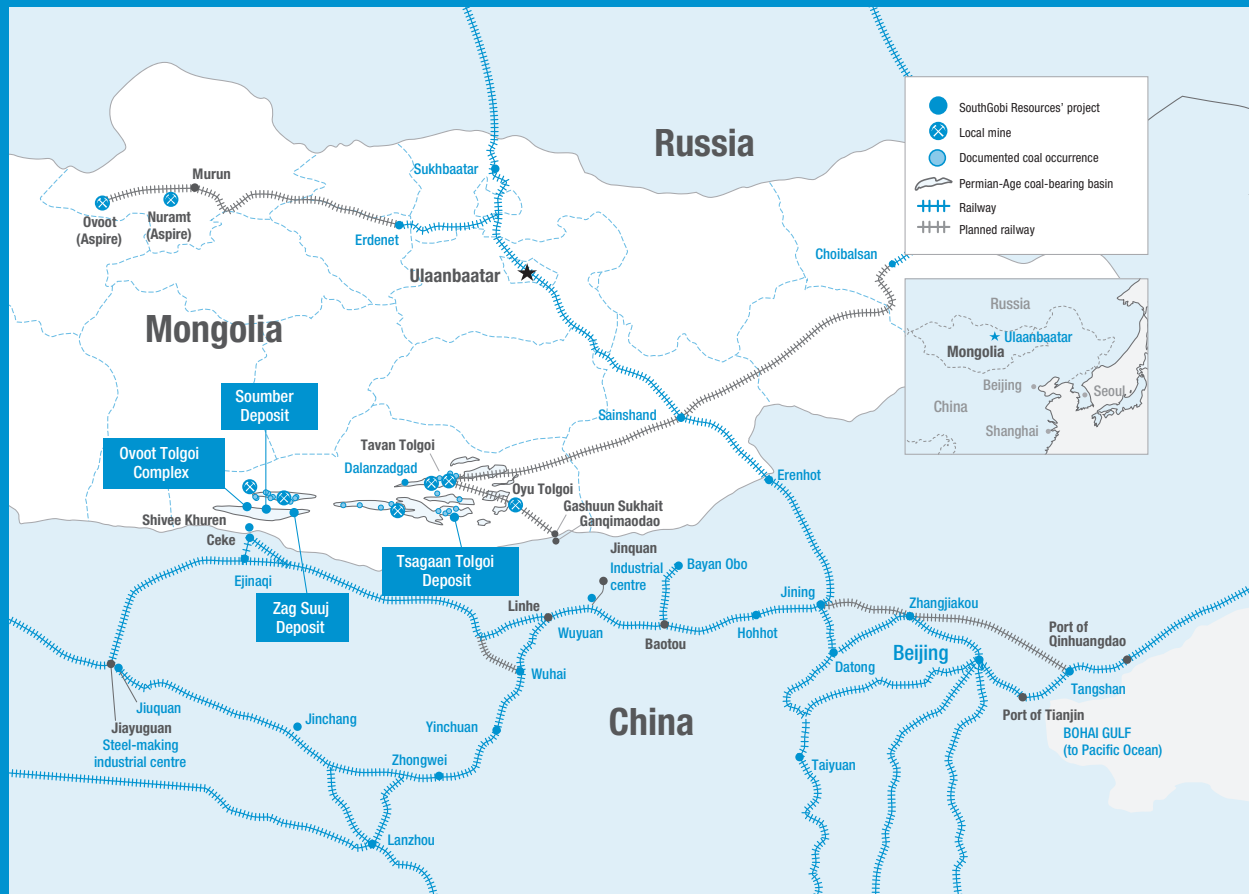 Russia
SouthGobi Resources' project
Local mine
Documented coal occurrence
Permian-Age coal-bearing basin
Railway
Planned railway
Sukhbaatar
Murun
Ovoot
(Aspire)
Nuramt
(Aspire)
Erdenet
Ulaanbaatar
Choibalsan
Mongolia
Russia
Ulaanbaatar
Mongolia
Beijing
Seoul
China
Shanghai
Soumber
Deposit
Sainshand
Ovoot Tolgoi
Complex
Tavan Tolgoi
Dalanzadgad
Oyu Tolgoi
Erenhot
Gashuun Sukhait
Ganqimaodao
Shivee Khuren
Ceke
Ejinaqi
Tsagaan Tolgoi
Deposit
Jinquan
Industrial
centre
Bayan Obo
Zag Suuj
Deposit
Linhe
Wuyuan
Baotou
Hohhot
Jining
Zhangjiakou
Port of
Qinhuangdao
Beijing
Datong
Tangshan
Wuhai
Port of Tianjin
Jiuquan
Jiayuguan
Steel-making
industrial centre
Jinchang
Yinchuan
China
BOHAI GULF
(to Pacific Ocean)
Zhongwei
Taiyuan
Lanzhou